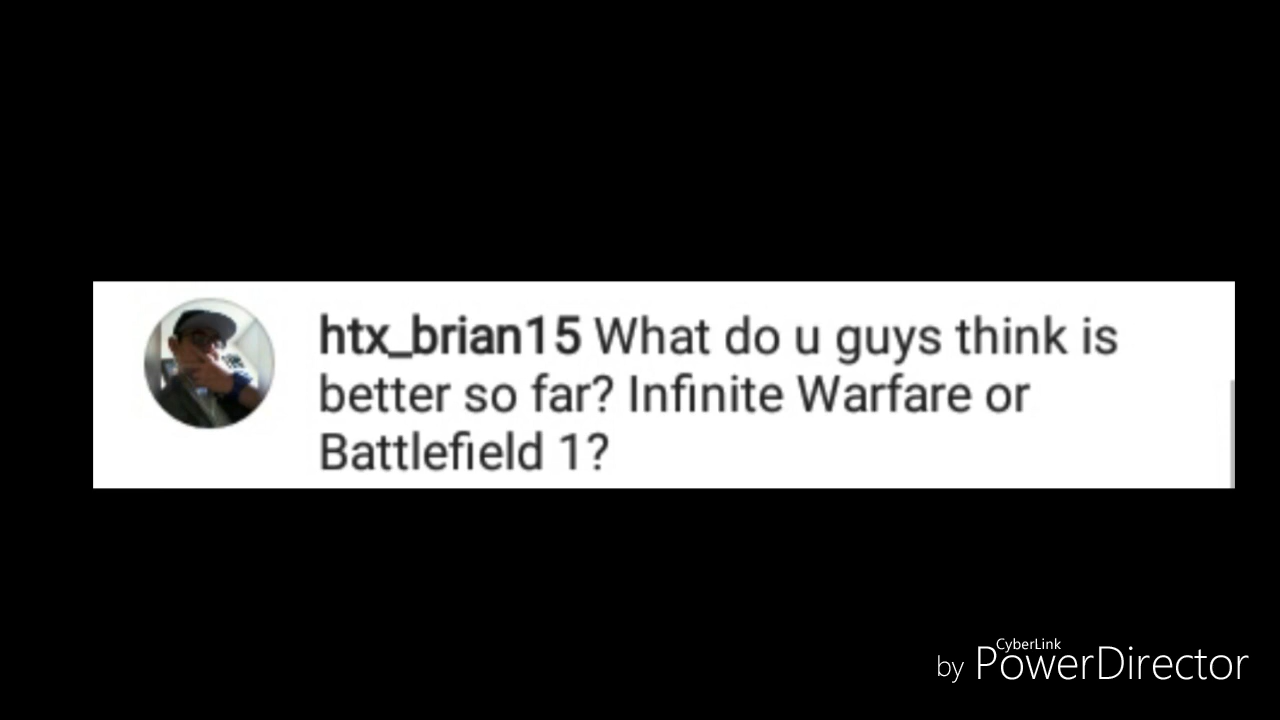 htx_brian15 What do u guys think is
better so far? Infinite Warfare or
Battlefield 1?
CyberLink
by PowerDirector